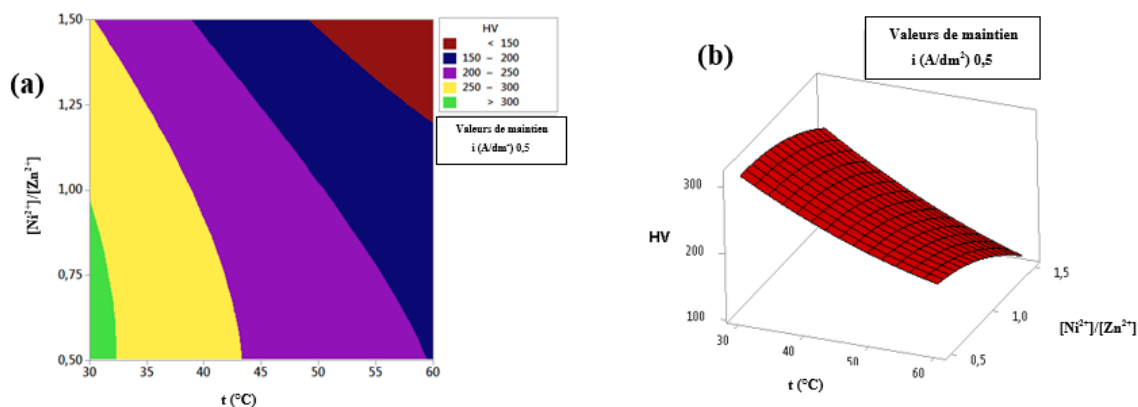 (a)
1,50
1,25
1,00
0,75
0,50
[Ni²⁺]/[Zn²⁺]
30 35 40 45 50 55 60
t (°C)
HV
< 150
150 – 200
200 – 250
250 – 300
> 300
Valeurs de maintien
i (A/dm²) 0,5
(b)
Valeurs de maintien
i (A/dm²) 0,5
300
200
100
HV
30
40
50
60
t (°C)
1,5
1,0
0,5
[Ni²⁺]/[Zn²⁺]